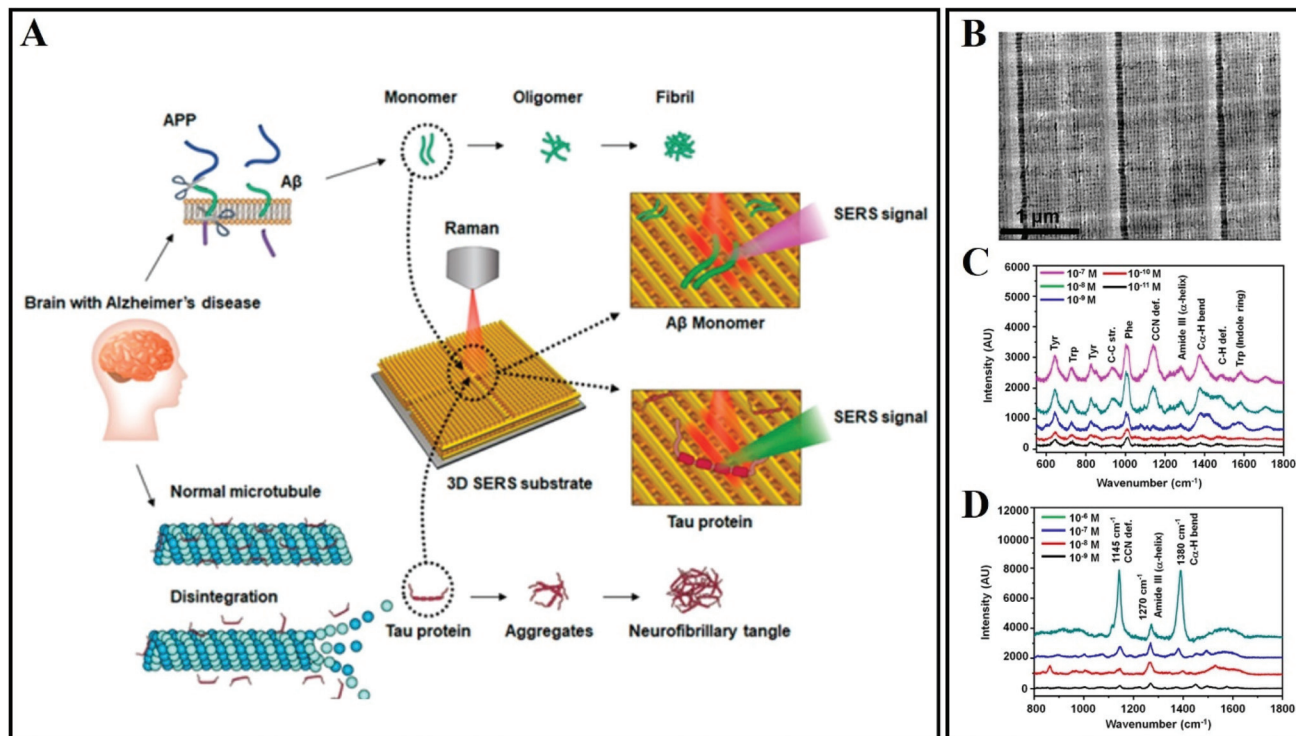 A
Monomer
Oligomer
Fibril
APP
Aβ
SERS signal
Raman
Brain with Alzheimer's disease
Aβ Monomer
SERS signal
3D SERS substrate
Normal microtubule
Tau protein
Disintegration
Tau protein
Aggregates
Neurofibrillary tangle
B
1 µm
C
6000
5000
4000
3000
2000
1000
0
Intensity (AU)
10⁻⁷ M
10⁻⁸ M
10⁻⁹ M
10⁻¹⁰ M
10⁻¹¹ M
Tyr
Trp
Tyr
C-C str.
Phe
CCN def.
Amide III (α-helix)
Cα-H bend
C-H def.
Trp (Indole ring)
600 800 1000 1200 1400 1600 1800
Wavenumber (cm⁻¹)
D
12000
10000
8000
6000
4000
2000
0
Intensity (AU)
10⁻⁶ M
10⁻⁷ M
10⁻⁸ M
10⁻⁹ M
1145 cm⁻¹
CCN def.
1270 cm⁻¹
Amide III (α-helix)
1380 cm⁻¹
Cα-H bend
800 1000 1200 1400 1600 1800
Wavenumber (cm⁻¹)